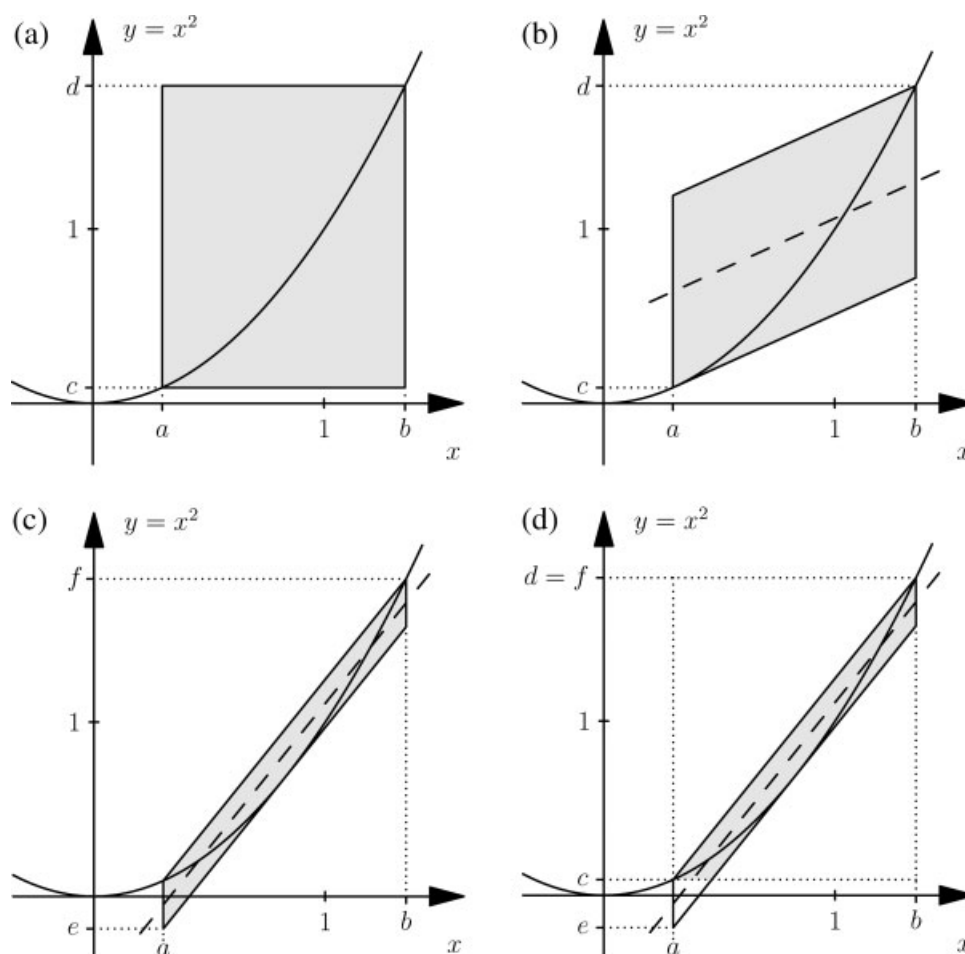 (a) y = x²
d
1
c
a 1 b
x
(b) y = x²
d
1
c
a 1 b
x
(c) y = x²
f
1
e
a 1 b
x
(d) y = x²
d = f
1
c
e
a 1 b
x